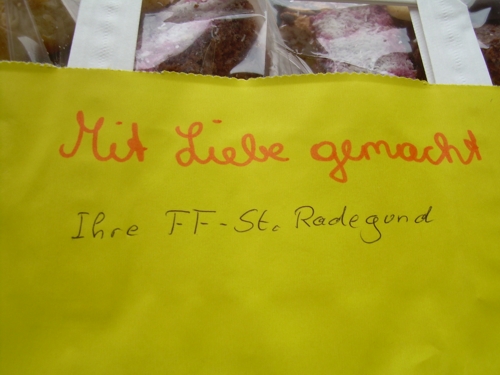 Mit Liebe gemacht
Ihre FF-St. Radegund